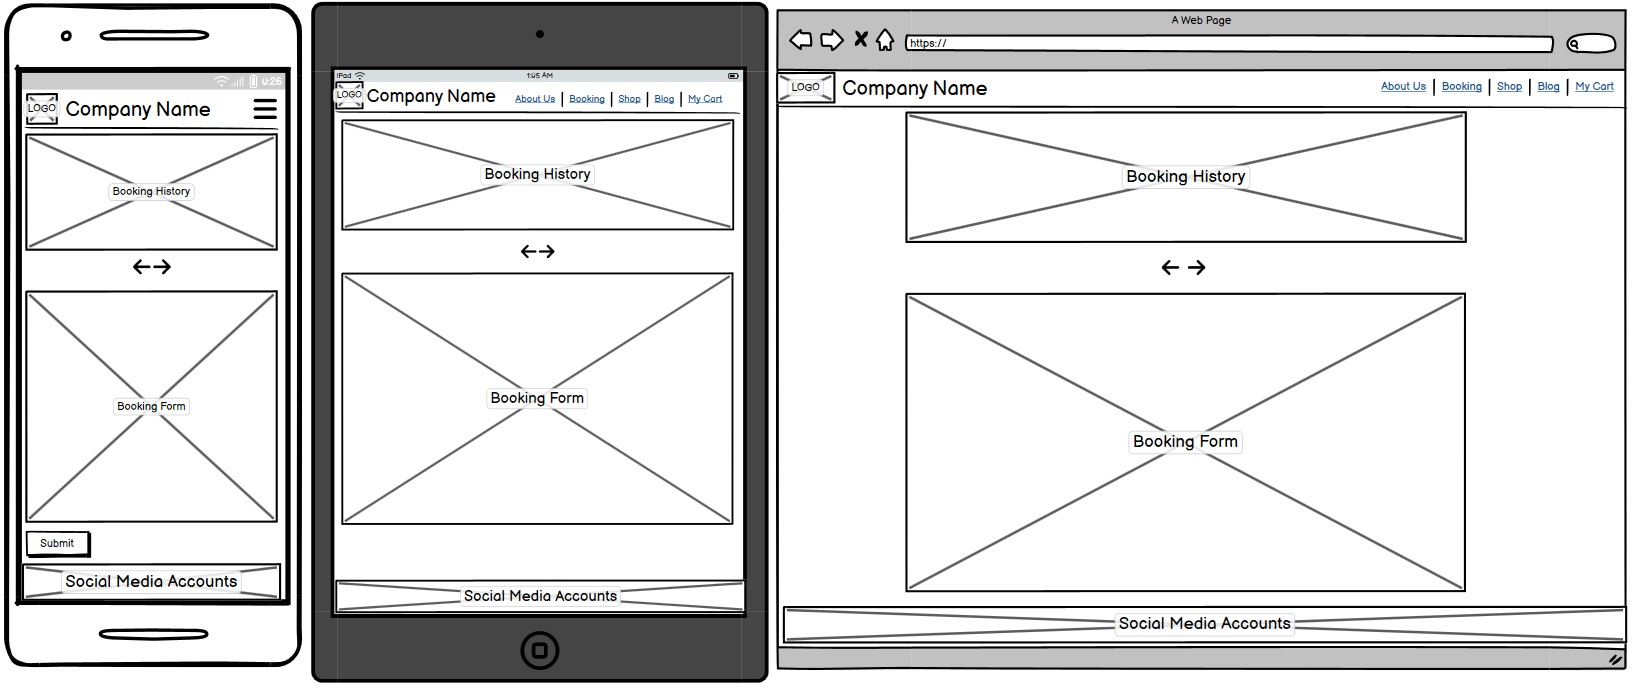 0:26
LOGO
Company Name
Booking History
Booking Form
Submit
Social Media Accounts
iPad
1:05 AM
LOGO
Company Name
About Us
Booking
Shop
Blog
My Cart
Booking History
Booking Form
Social Media Accounts
A Web Page
https://
LOGO
Company Name
About Us
Booking
Shop
Blog
My Cart
Booking History
Booking Form
Social Media Accounts